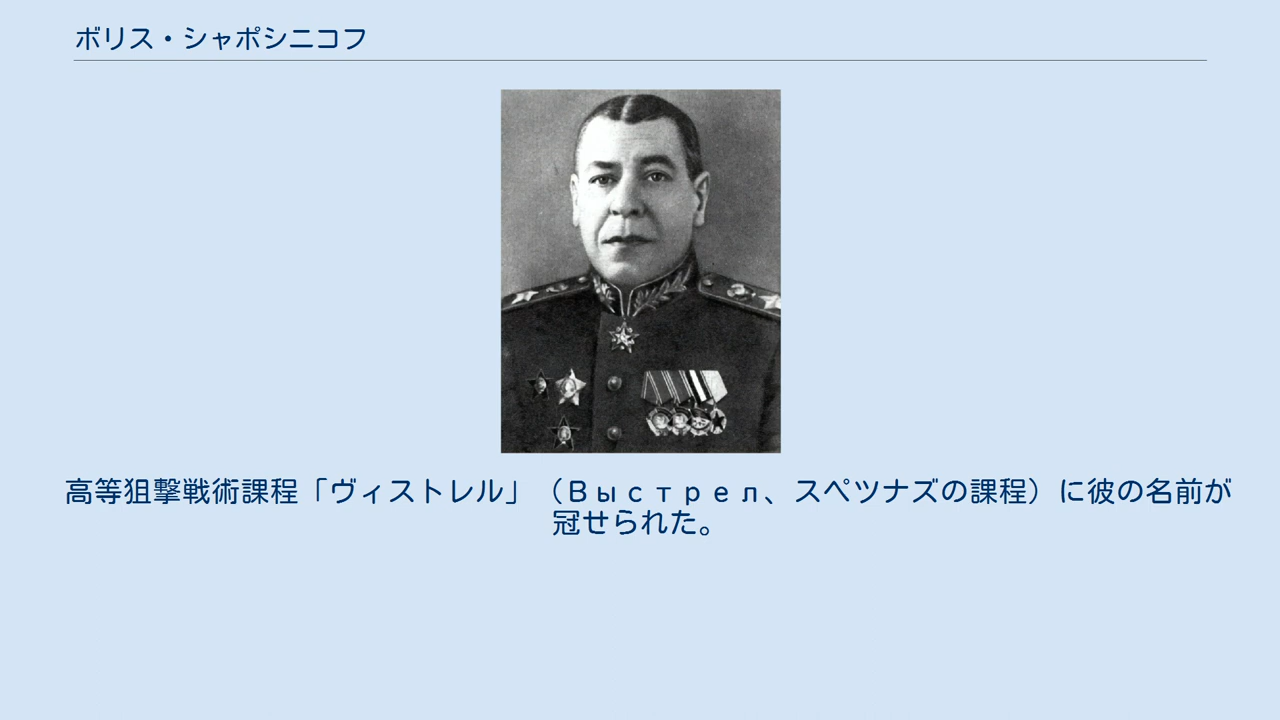 ボリス・シャポシニコフ
高等狙撃戦術課程「ヴィストレル」（Выстрел、スペツナズの課程）に彼の名前が
冠せられた。